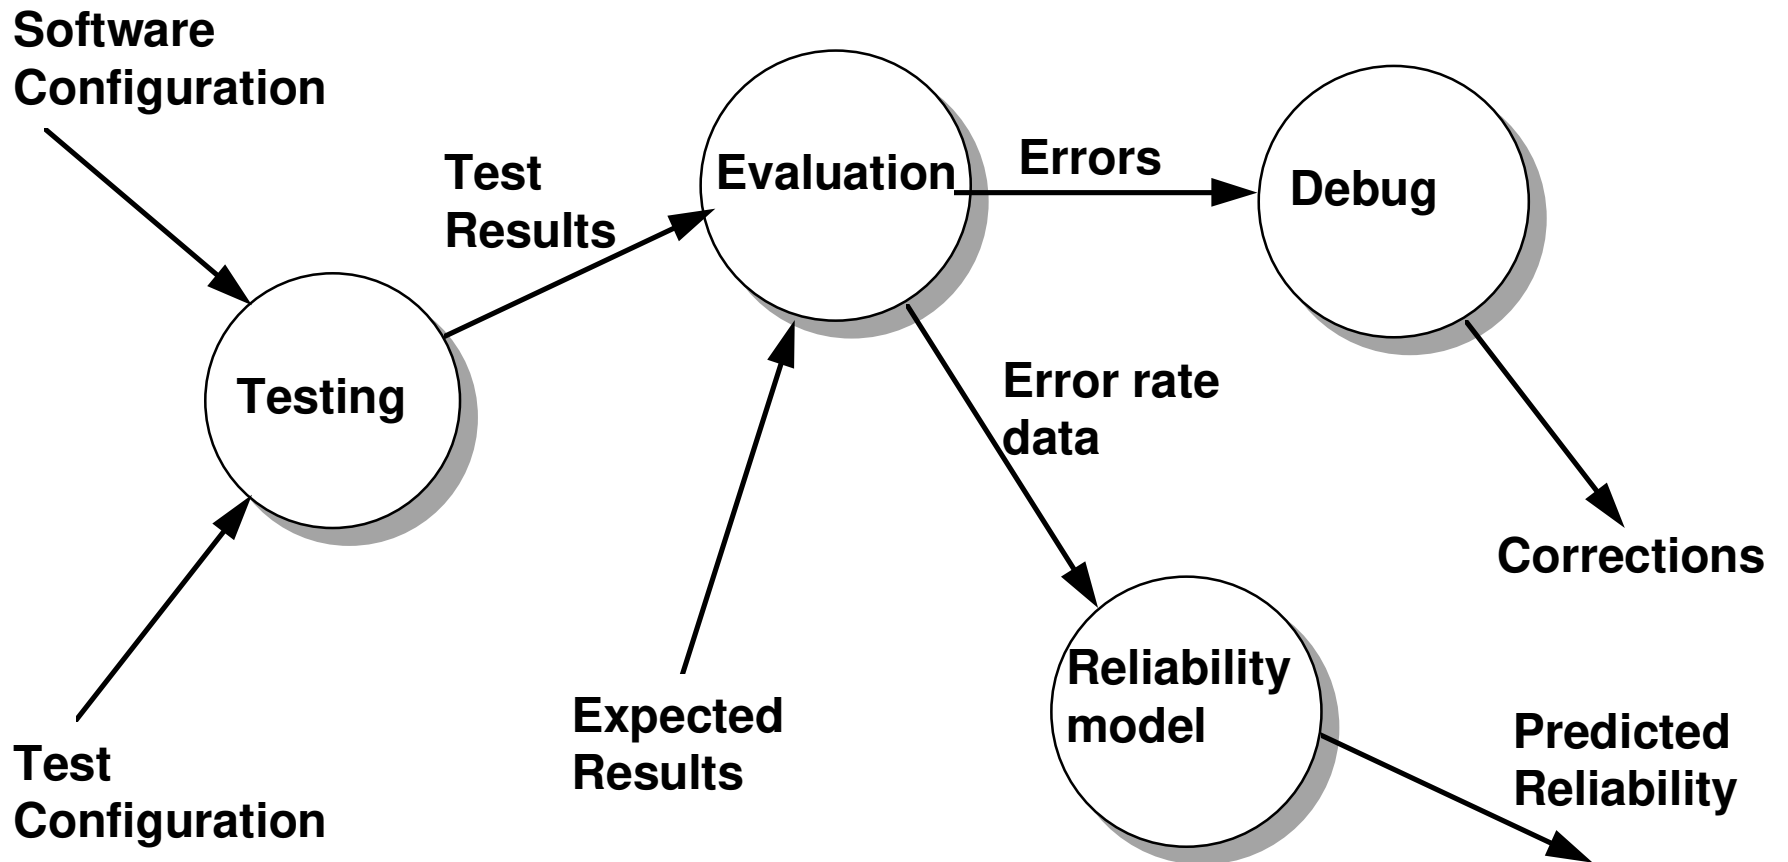 Software
Configuration
Test
Results
Evaluation
Errors
Debug
Testing
Error rate
data
Corrections
Reliability
model
Expected
Results
Predicted
Reliability
Test
Configuration